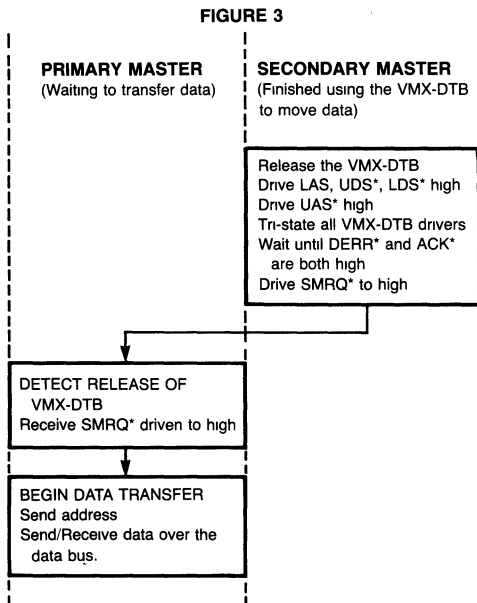 FIGURE 3
PRIMARY MASTER
(Waiting to transfer data)
SECONDARY MASTER
(Finished using the VMX-DTB
to move data)
Release the VMX-DTB
Drive LAS, UDS*, LDS* high
Drive UAS* high
Tri-state all VMX-DTB drivers
Wait until DERR* and ACK*
are both high
Drive SMRQ* to high
DETECT RELEASE OF
VMX-DTB
Receive SMRQ* driven to high
BEGIN DATA TRANSFER
Send address
Send/Receive data over the
data bus.